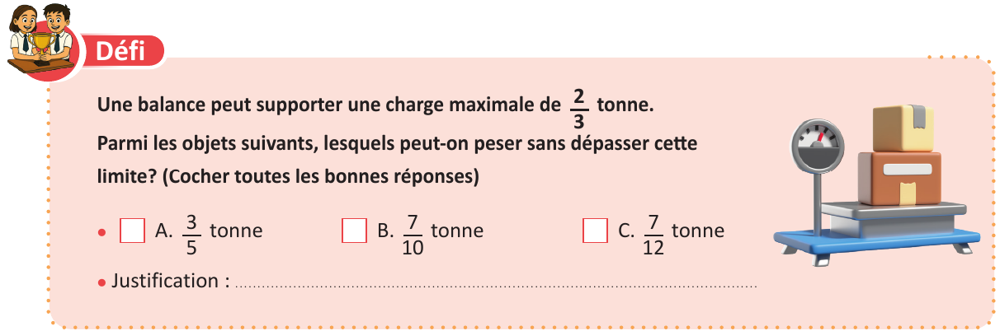 Défi
Une balance peut supporter une charge maximale de 2/3 tonne.
Parmi les objets suivants, lesquels peut-on peser sans dépasser cette
limite? (Cocher toutes les bonnes réponses)
• A. 3/5 tonne B. 7/10 tonne C. 7/12 tonne
• Justification : ................................................................